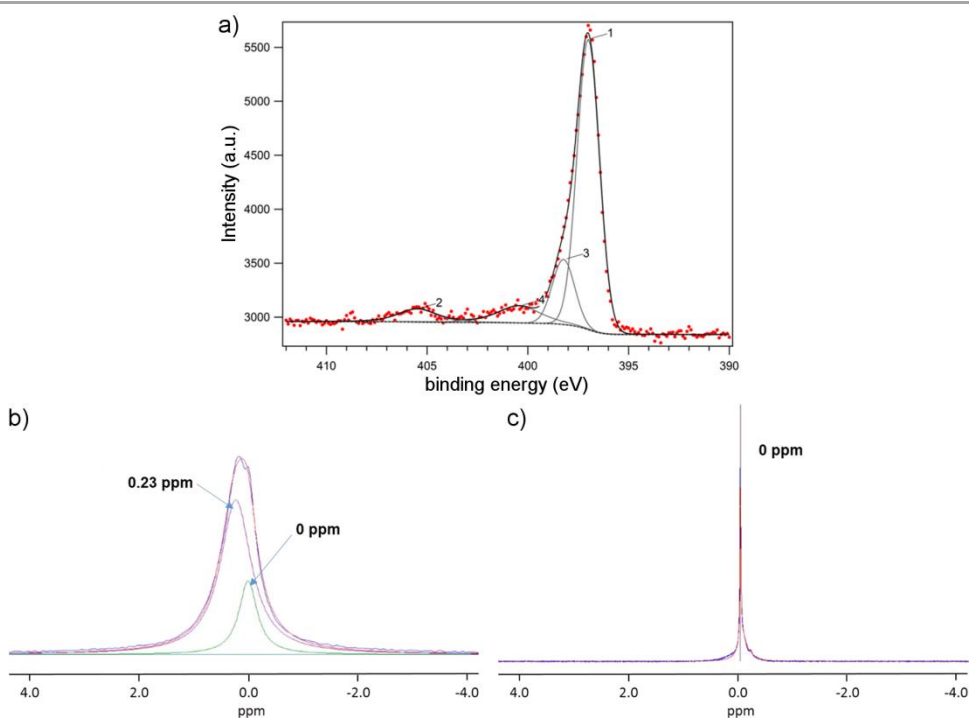 a)
Intensity (a.u.)
5500
5000
4500
4000
3500
3000
1
3
2
4
410 405 400 395 390
binding energy (eV)
b)
0.23 ppm
0 ppm
4.0 2.0 0.0 -2.0 -4.0
ppm
c)
0 ppm
4.0 2.0 0.0 -2.0 -4.0
ppm